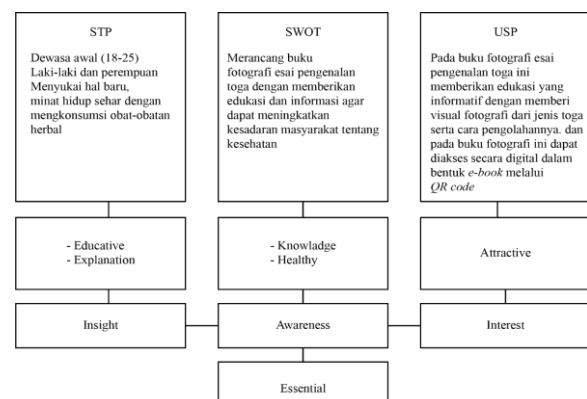 STP
Dewasa awal (18-25)
Laki-laki dan perempuan
Menyukai hal baru,
minat hidup sehar dengan
mengkonsumsi obat-obatan
herbal
SWOT
Merancang buku
fotografi esai pengenalan
toga dengan memberikan
edukasi dan informasi agar
dapat meningkatkan
kesadaran masyarakat tentang
kesehatan
USP
Pada buku fotografi esai
pengenalan toga ini
memberikan edukasi yang
informatif dengan memberi
visual fotografi dari jenis toga
serta cara pengolahannya. dan
pada buku fotografi ini dapat
diakses secara digital dalam
bentuk e-book melalui
QR code
- Educative
- Explanation
- Knowladge
- Healthy
Attractive
Insight
Awareness
Interest
Essential